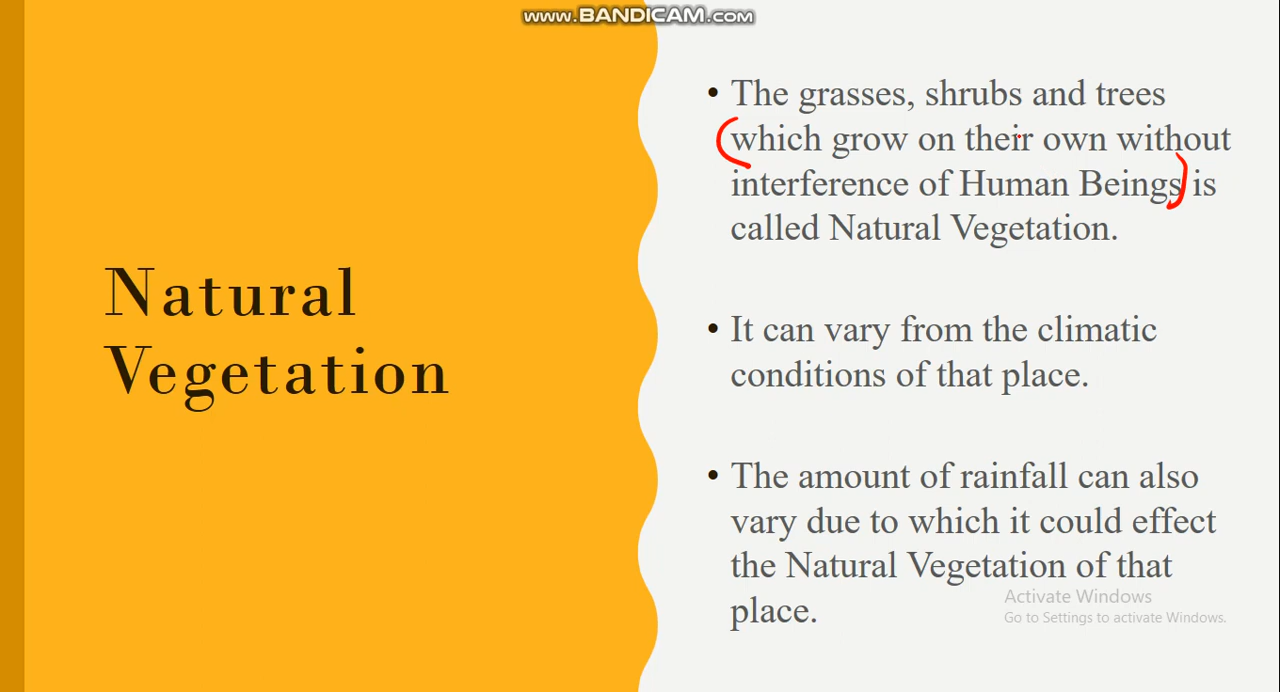 www.BANDICAM.com
Natural
Vegetation
• The grasses, shrubs and trees
which grow on their own without
interference of Human Beings is
called Natural Vegetation.
• It can vary from the climatic
conditions of that place.
• The amount of rainfall can also
vary due to which it could effect
the Natural Vegetation of that
place.
Activate Windows
Go to Settings to activate Windows.